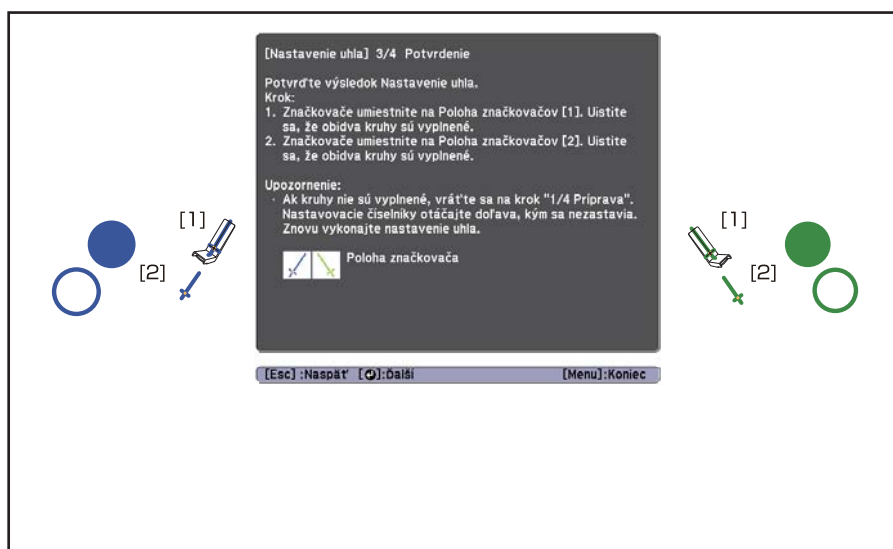 [Nastavenie uhla] 3/4 Potvrdenie
Potvrďte výsledok Nastavenie uhla.
Krok:
1. Značkovače umiestnite na Poloha značkovačov [1]. Uistite
sa, že obidva kruhy sú vyplnené.
2. Značkovače umiestnite na Poloha značkovačov [2]. Uistite
sa, že obidva kruhy sú vyplnené.
Upozornenie:
· Ak kruhy nie sú vyplnené, vráťte sa na krok "1/4 Príprava".
Nastavovacie číselníky otáčajte doľava, kým sa nezastavia.
Znovu vykonajte nastavenie uhla.
Poloha značkovača
[1]
[2]
[1]
[2]
[Esc] :Naspäť [⏎]:Ďalší [Menu]:Koniec